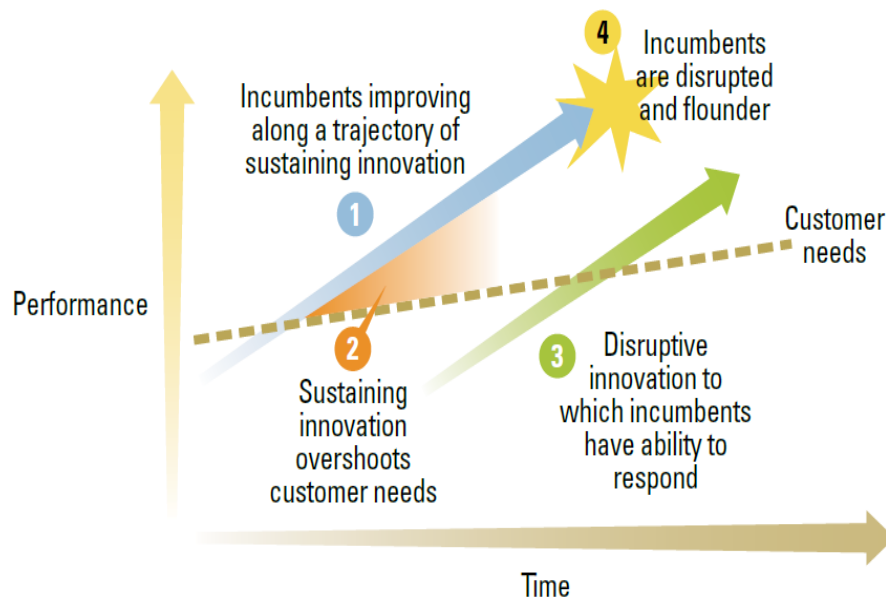 4
Incumbents
are disrupted
and flounder
Incumbents improving
along a trajectory of
sustaining innovation
1
Customer
needs
Performance
2
Sustaining
innovation
overshoots
customer needs
3
Disruptive
innovation to
which incumbents
have ability to
respond
Time